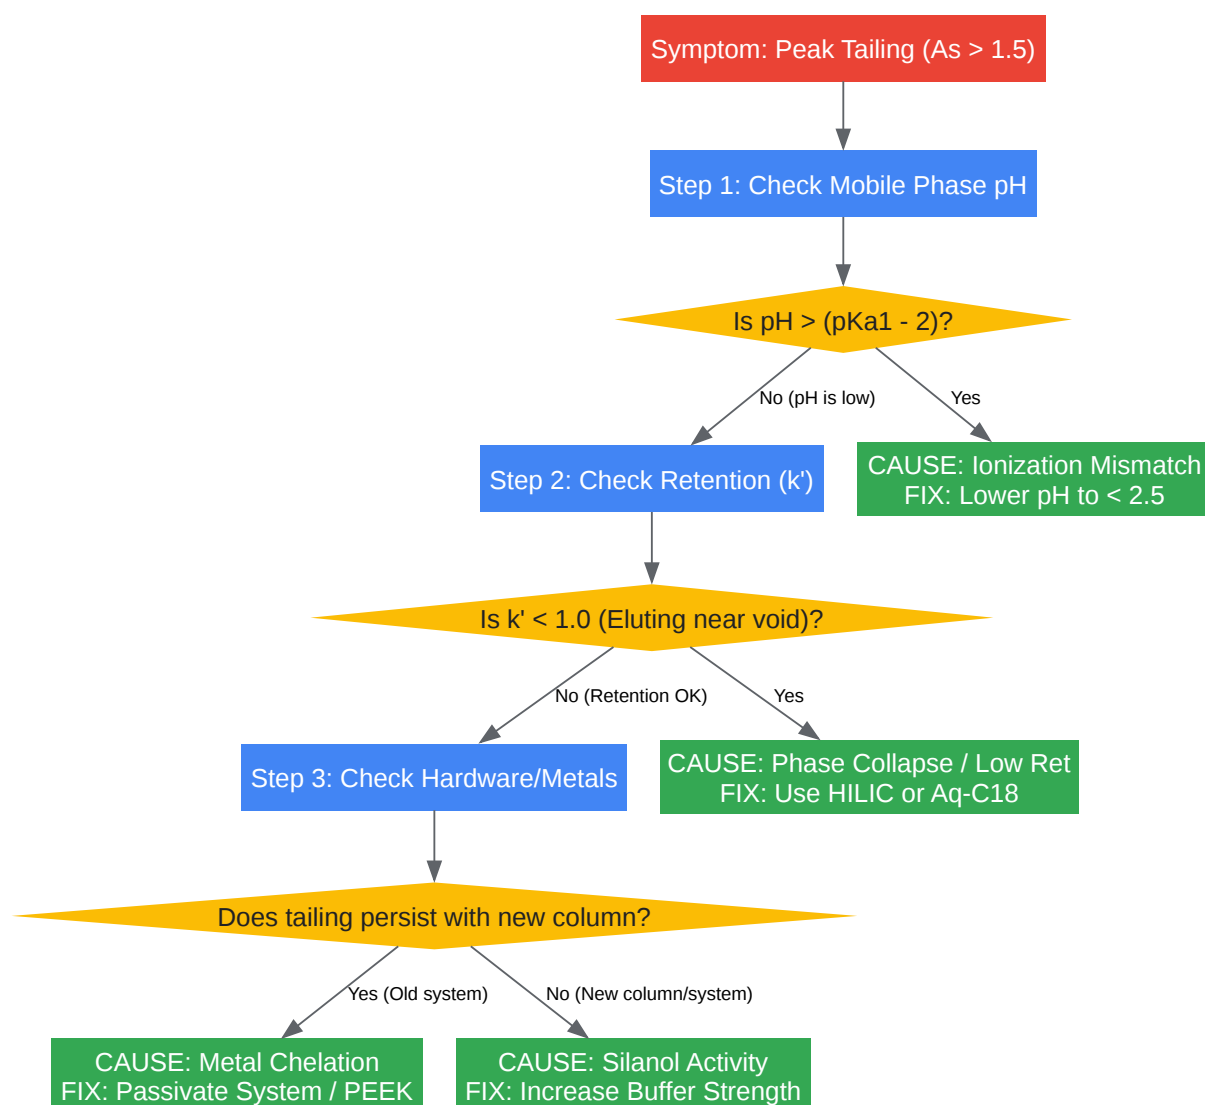 Symptom: Peak Tailing (As > 1.5)
Step 1: Check Mobile Phase pH
Is pH > (pKa1 - 2)?
No (pH is low)
Yes
Step 2: Check Retention (k')
CAUSE: Ionization Mismatch
FIX: Lower pH to < 2.5
Is k' < 1.0 (Eluting near void)?
No (Retention OK)
Yes
Step 3: Check Hardware/Metals
CAUSE: Phase Collapse / Low Ret
FIX: Use HILIC or Aq-C18
Does tailing persist with new column?
Yes (Old system)
No (New column/system)
CAUSE: Metal Chelation
FIX: Passivate System / PEEK
CAUSE: Silanol Activity
FIX: Increase Buffer Strength